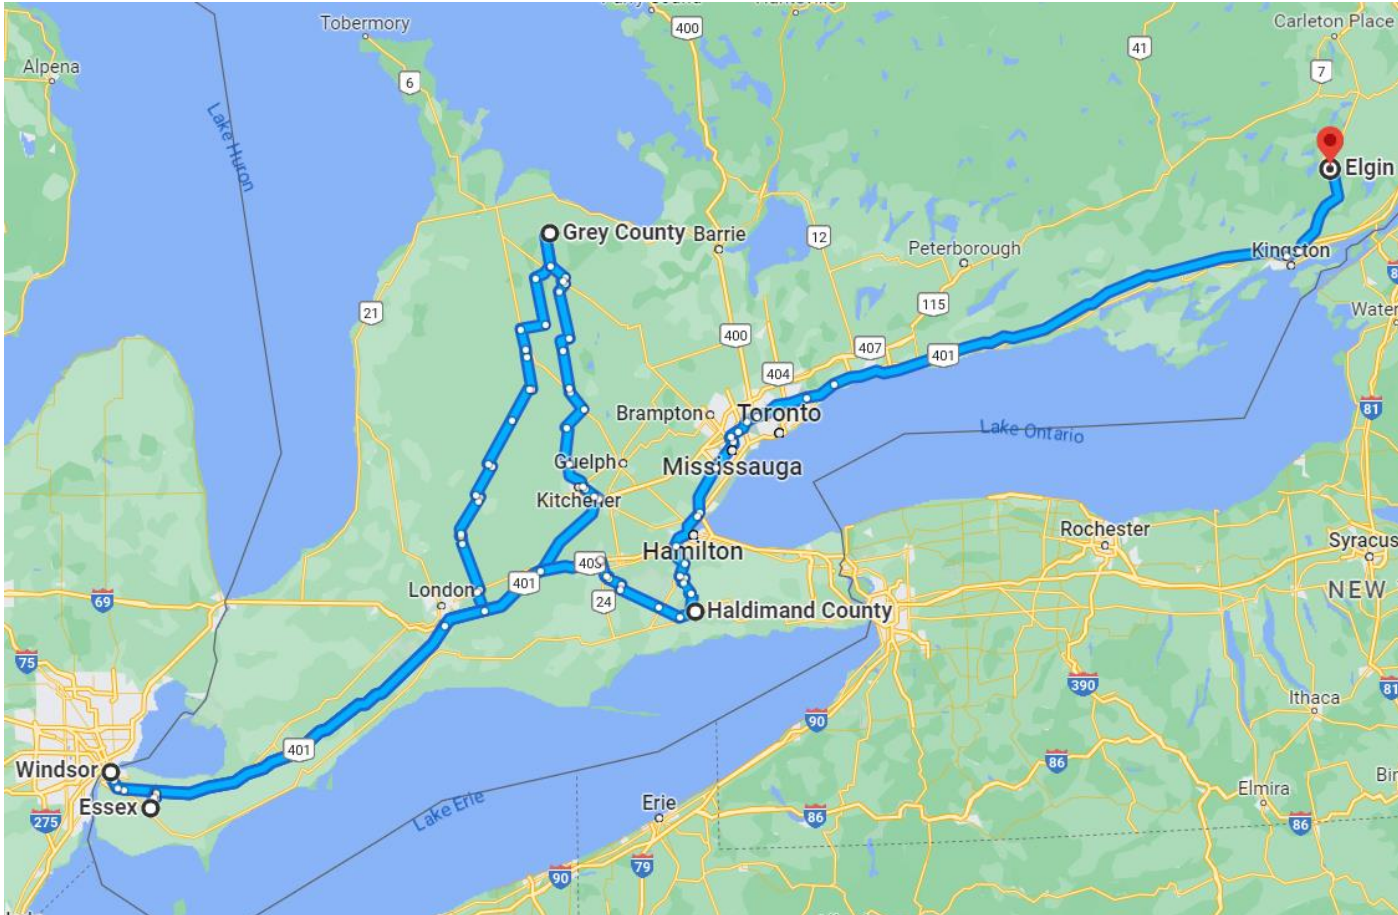 Tobermory
400
Carleton Place
41
Alpena
6
7
Lake Huron
Elgin
Grey County
Barrie
12
Peterborough
Kingston
21
115
400
407
401
404
Brampton
Toronto
81
Lake Ontario
Guelph
Mississauga
Kitchener
Rochester
Hamilton
Syracus
401
London
24
Haldimand County
NEW
69
75
390
81
Ithaca
90
401
86
Windsor
Essex
Lake Erie
Erie
Elmira
275
86
86
79
90